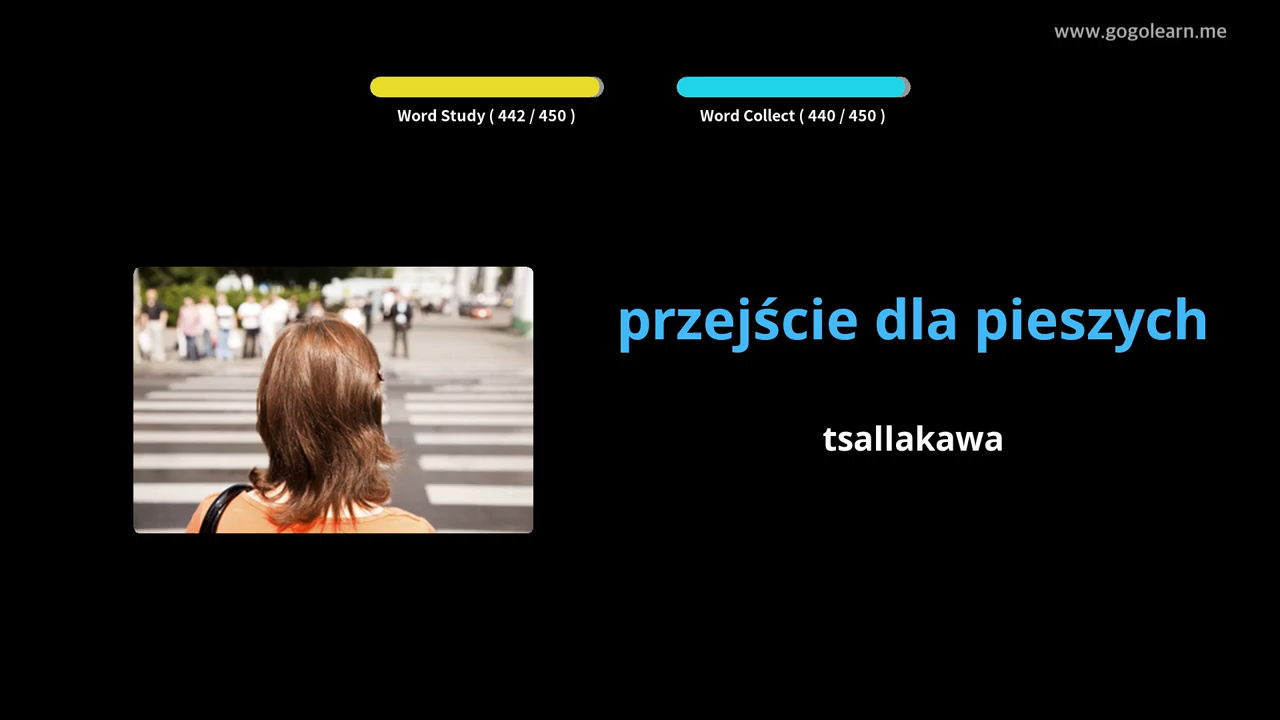 www.gogolearn.me
Word Study ( 442 / 450 )
Word Collect ( 440 / 450 )
przejście dla pieszych
tsallakawa